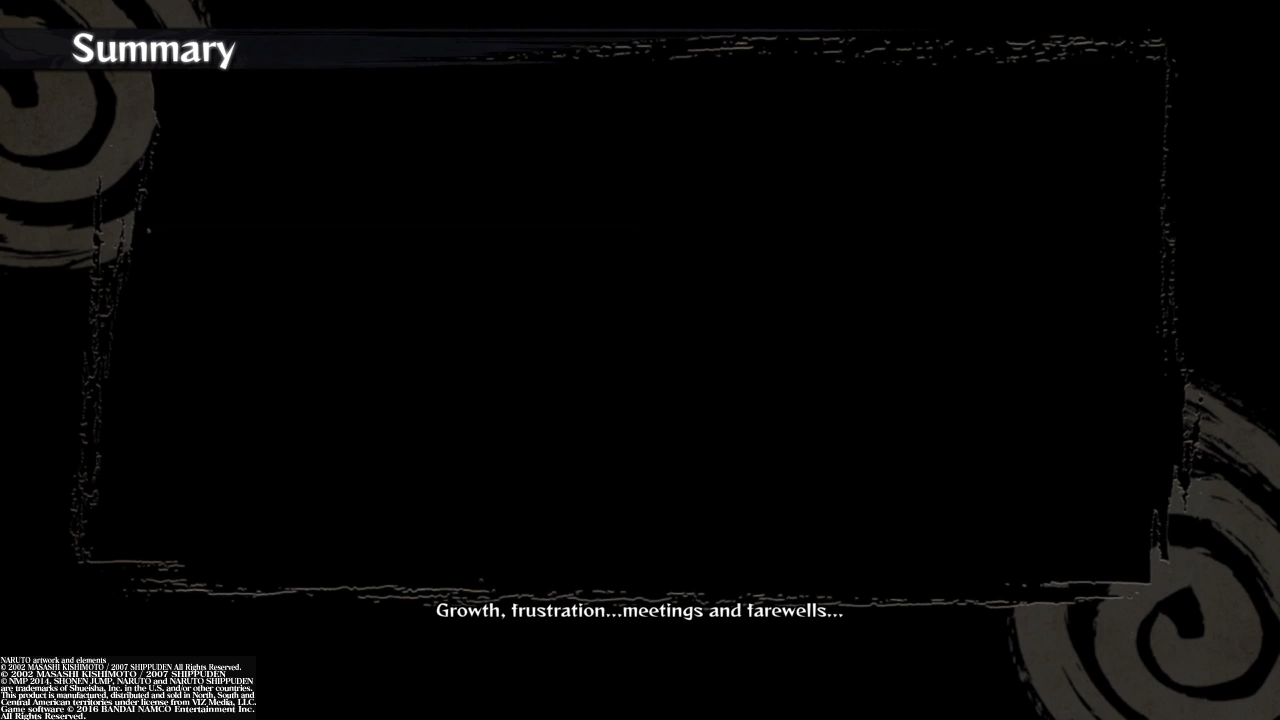 Summary
Growth, frustration...meetings and farewells...
NARUTO artwork and elements
© 2002 MASASHI KISHIMOTO / 2007 SHIPPUDEN All Rights Reserved.
© 2002 MASASHI KISHIMOTO / 2007 SHIPPUDEN
© NMP 2014, SHONEN JUMP, NARUTO and NARUTO SHIPPUDEN
are trademarks of Shueisha, Inc. in the U.S. and/or other countries.
This product is manufactured, distributed and sold in North, South and
Central American territories under license from VIZ Media, LLC.
Game software © 2016 BANDAI NAMCO Entertainment Inc.
All Rights Reserved.